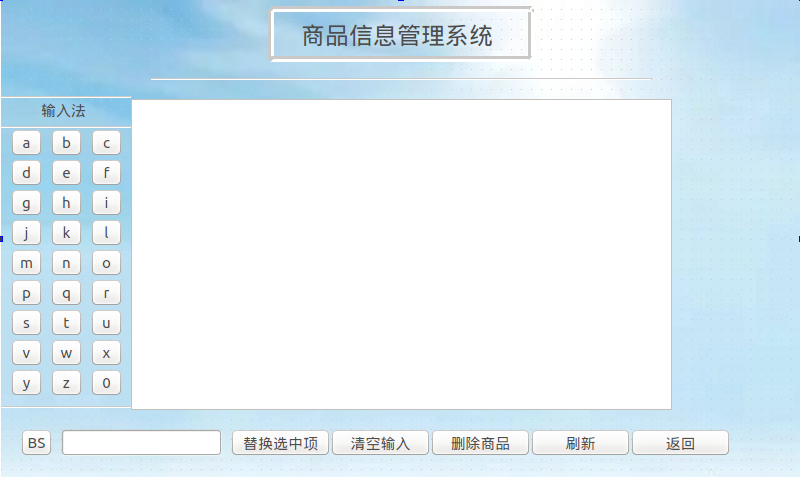 商品信息管理系统
输入法
a b c
d e f
g h i
j k l
m n o
p q r
s t u
v w x
y z 0
BS 替换选中项 清空输入 删除商品 刷新 返回